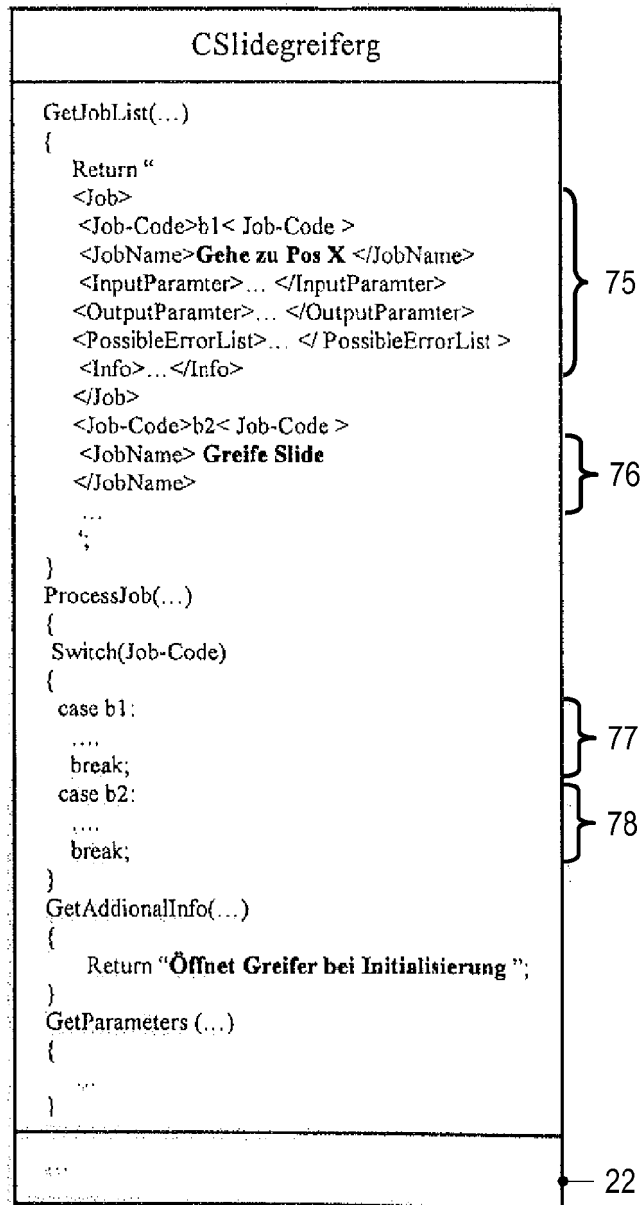 CSlidegreiferg
GetJobList(...)
{
Return “
<Job>
<Job-Code>b1< Job-Code >
<JobName>Gehe zu Pos X </JobName>
<InputParamter>... </InputParamter>
<OutputParamter>... </OutputParamter>
<PossibleErrorList>... </ PossibleErrorList >
<Info>...</Info>
</Job>
75
<Job-Code>b2< Job-Code >
<JobName> Greife Slide
</JobName>
76
...
‘;
}
ProcessJob(...)
{
Switch(Job-Code)
{
case b1:
....
break;
77
case b2:
....
break;
78
}
GetAddionalInfo(...)
{
Return “Öffnet Greifer bei Initialisierung ”;
}
GetParameters (...)
{
...
}
...
22